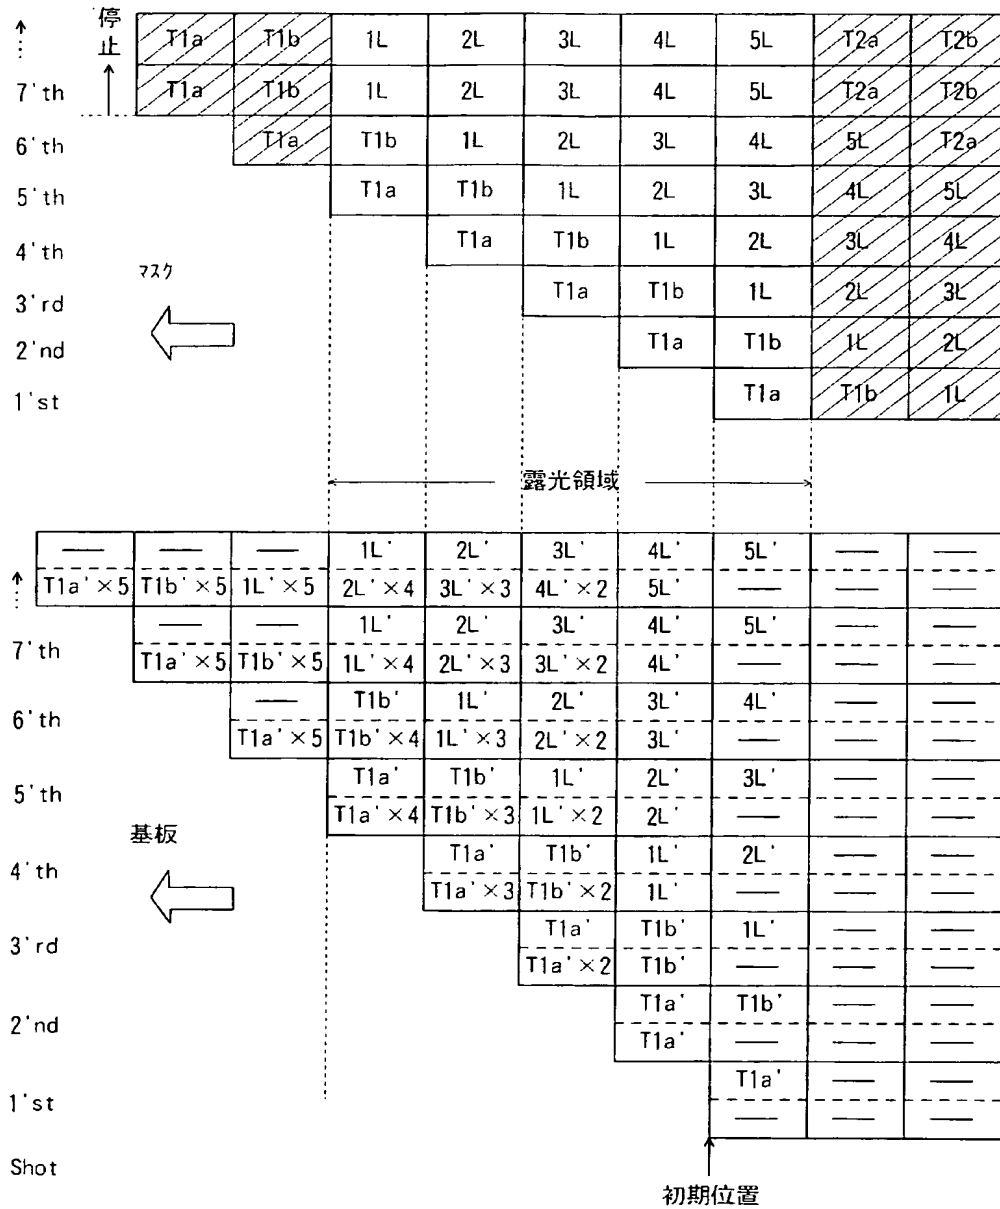 停止
T1a T1b 1L 2L 3L 4L 5L T2a T2b
7'th T1a T1b 1L 2L 3L 4L 5L T2a T2b
6'th T1a T1b 1L 2L 3L 4L 5L T2a
5'th T1a T1b 1L 2L 3L 4L 5L
4'th T1a T1b 1L 2L 3L 4L
マスク
3'rd T1a T1b 1L 2L 3L
2'nd T1a T1b 1L 2L
1'st T1a T1b 1L
露光領域
— — — 1L' 2L' 3L' 4L' 5L' — —
T1a'×5 T1b'×5 1L'×5 2L'×4 3L'×3 4L'×2 5L' — — —
7'th
— — 1L' 2L' 3L' 4L' 5L' — —
T1a'×5 T1b'×5 1L'×4 2L'×3 3L'×2 4L' — — —
6'th
— T1b' 1L' 2L' 3L' 4L' — —
T1a'×5 T1b'×4 1L'×3 2L'×2 3L' — — —
5'th
T1a' T1b' 1L' 2L' 3L' — —
T1a'×4 T1b'×3 1L'×2 2L' — — —
基板
4'th
T1a' T1b' 1L' 2L' — —
T1a'×3 T1b'×2 1L' — — —
3'rd
T1a' T1b' 1L' — —
T1a'×2 T1b' — — —
2'nd
T1a' T1b' — —
T1a' — — —
1'st
T1a' — —
— — —
Shot
初期位置